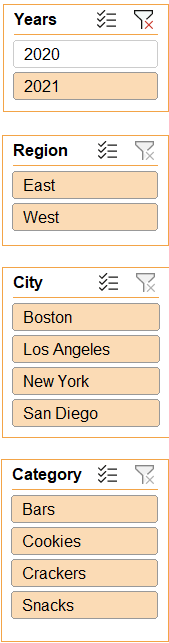 Years
2020
2021
Region
East
West
City
Boston
Los Angeles
New York
San Diego
Category
Bars
Cookies
Crackers
Snacks